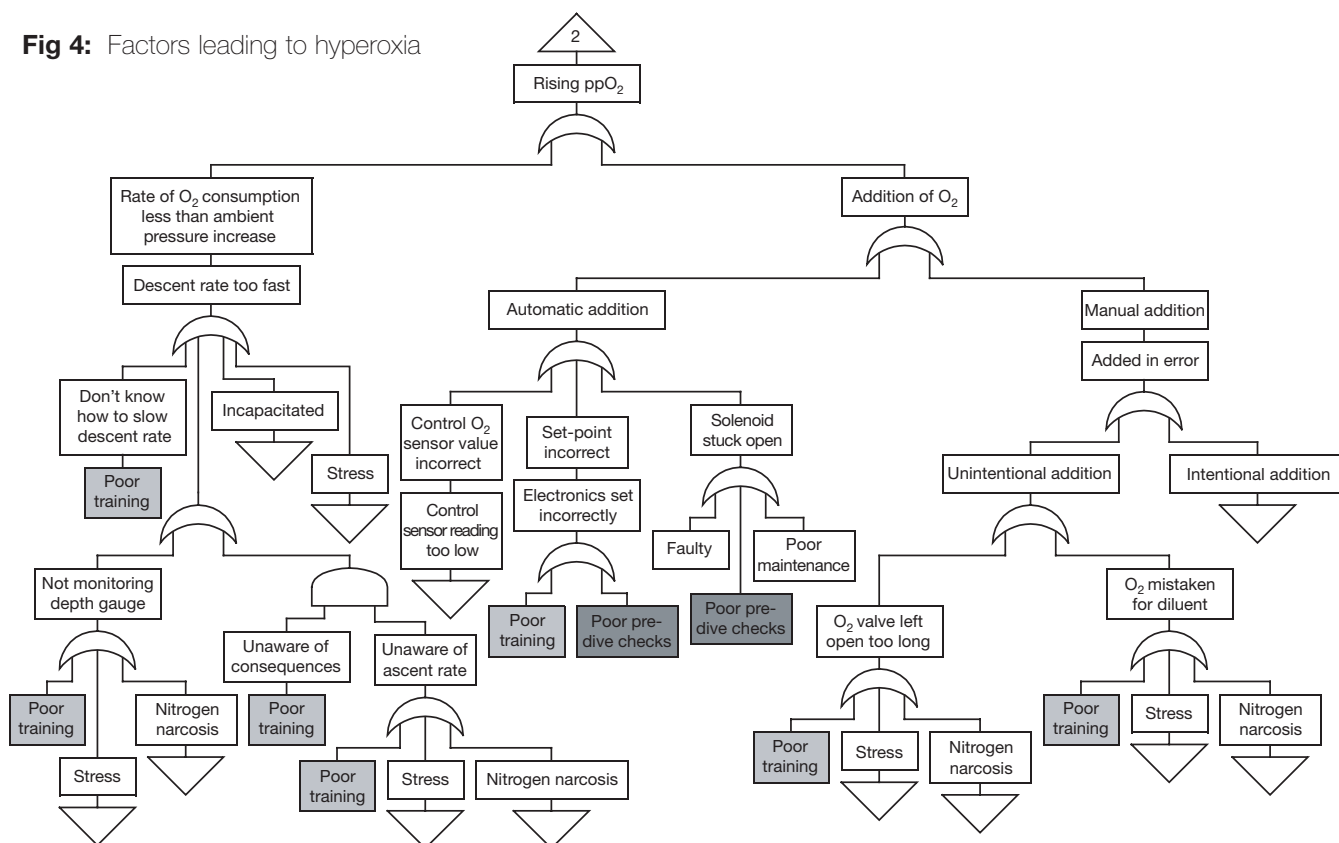 Fig 4: Factors leading to hyperoxia
2
Rising ppO₂
Rate of O₂ consumption
less than ambient
pressure increase
Addition of O₂
Descent rate too fast
Automatic addition
Manual addition
Added in error
Don't know
how to slow
descent rate
Incapacitated
Control O₂
sensor value
incorrect
Set-point
incorrect
Solenoid
stuck open
Stress
Poor
training
Unintentional addition
Intentional addition
Control
sensor reading
too low
Electronics set
incorrectly
Faulty
Poor
maintenance
Not monitoring
depth gauge
O₂ mistaken
for diluent
Poor
training
Poor pre-
dive checks
Poor pre-
dive checks
O₂ valve left
open too long
Unaware of
consequences
Unaware of
ascent rate
Poor
training
Nitrogen
narcosis
Poor
training
Poor
training
Stress
Nitrogen
narcosis
Stress
Poor
training
Stress
Nitrogen narcosis
Poor
training
Stress
Nitrogen
narcosis